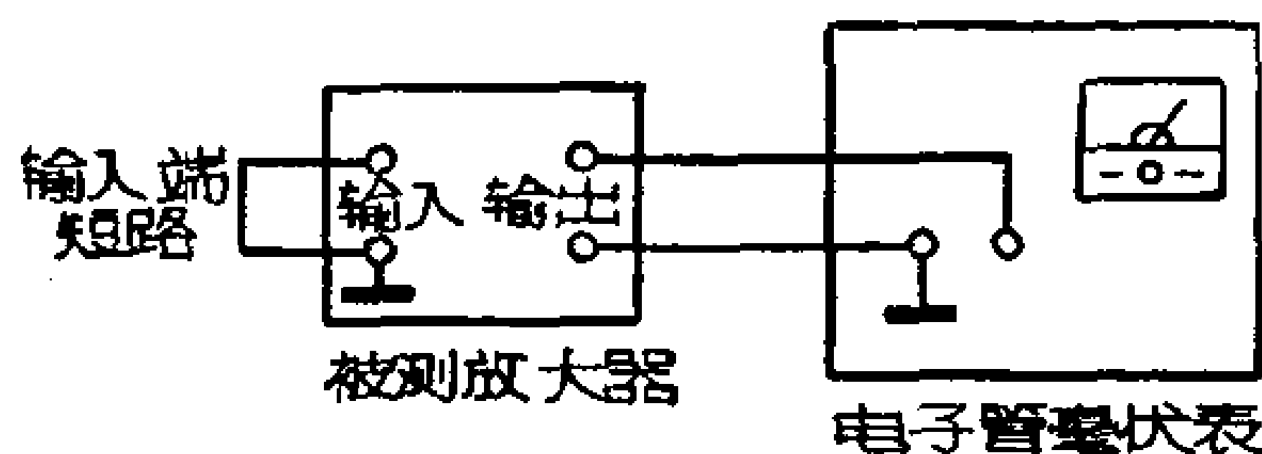 输入端
短路
输入 输出
被测放大器
电子管毫伏表